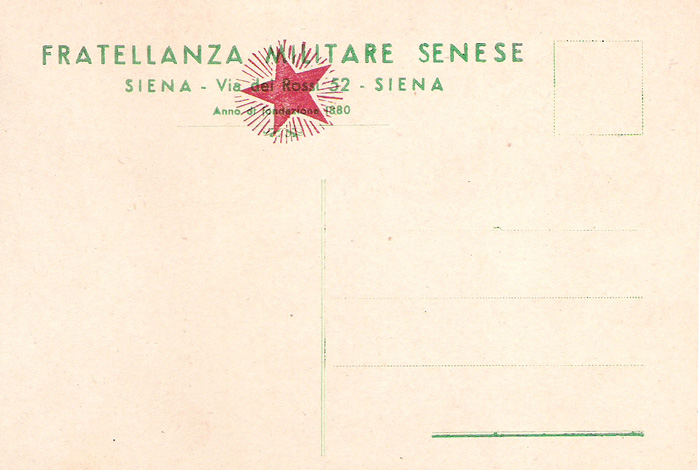 FRATELLANZA MILITARE SENESE
SIENA - Via dei Rossi 52 - SIENA
Anno di fondazione 1880